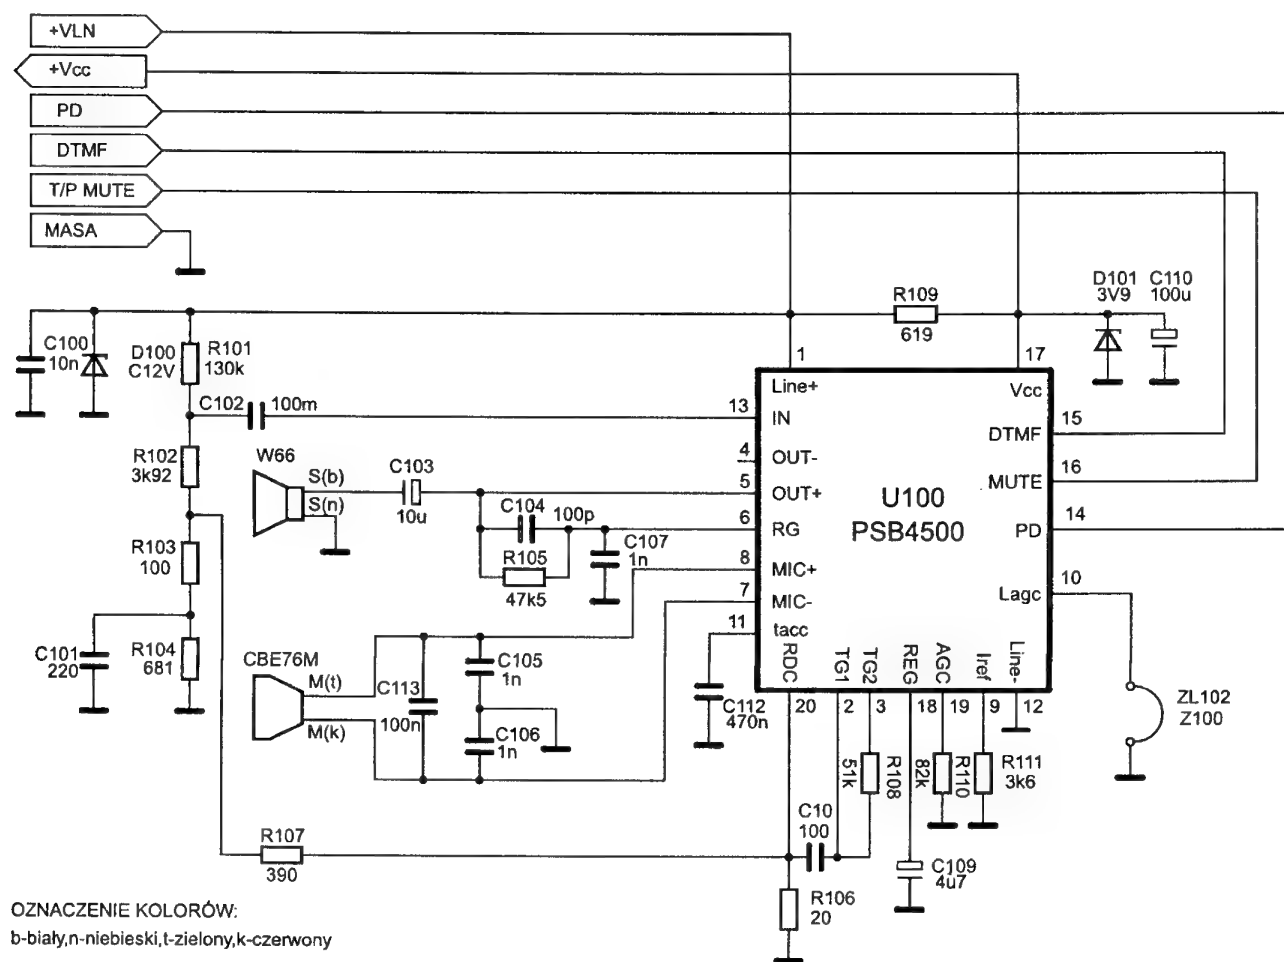 +VLN
+Vcc
PD
DTMF
T/P MUTE
MASA
R109
619
D101
3V9
C110
100u
C100
10n
D100
C12V
R101
130k
C102
100m
1
17
Line+
Vcc
13
IN
15
DTMF
R102
3k92
W66
S(b)
S(n)
C103
10u
4
OUT-
5
OUT+
16
MUTE
U100
PSB4500
C104
100p
6
RG
14
PD
R103
100
R105
47k5
C107
1n
8
MIC+
7
MIC-
10
Lagc
11
tacc
C101
220
R104
681
CBE76M
M(t)
M(k)
C113
100n
C105
1n
C106
1n
C112
470n
RDC
TG1
TG2
REG
AGC
Iref
Line-
20
2
3
18
19
9
12
ZL102
Z100
51k
R108
82k
R110
R111
3k6
C10
100
R107
390
C109
4u7
R106
20
OZNACZENIE KOLORÓW:
b-biały,n-niebieski,t-zielony,k-czerwony